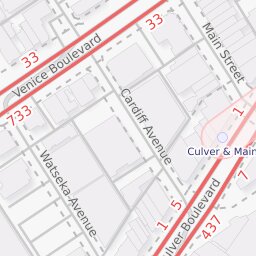 33
33
Main Street
Venice Boulevard
Cardiff Avenue
733
1
Culver & Main
7
Watseka Avenue
5
1
437
ulver Boulevard